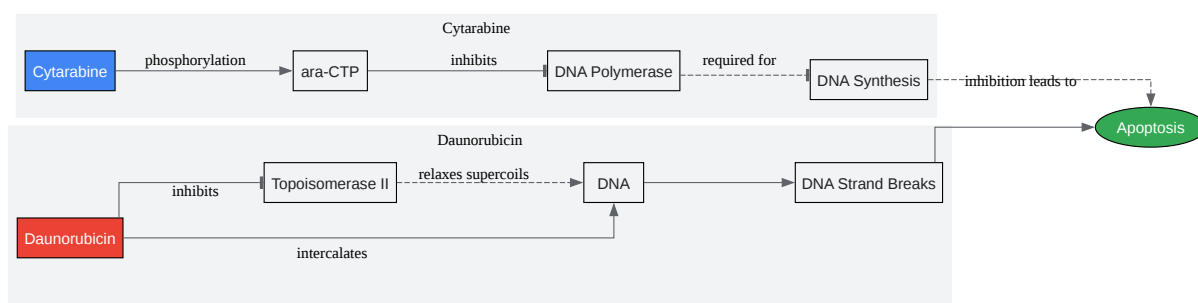 Cytarabine
Cytarabine
phosphorylation
ara-CTP
inhibits
DNA Polymerase
required for
DNA Synthesis
inhibition leads to
Apoptosis
Daunorubicin
Daunorubicin
inhibits
Topoisomerase II
relaxes supercoils
DNA
DNA Strand Breaks
intercalates